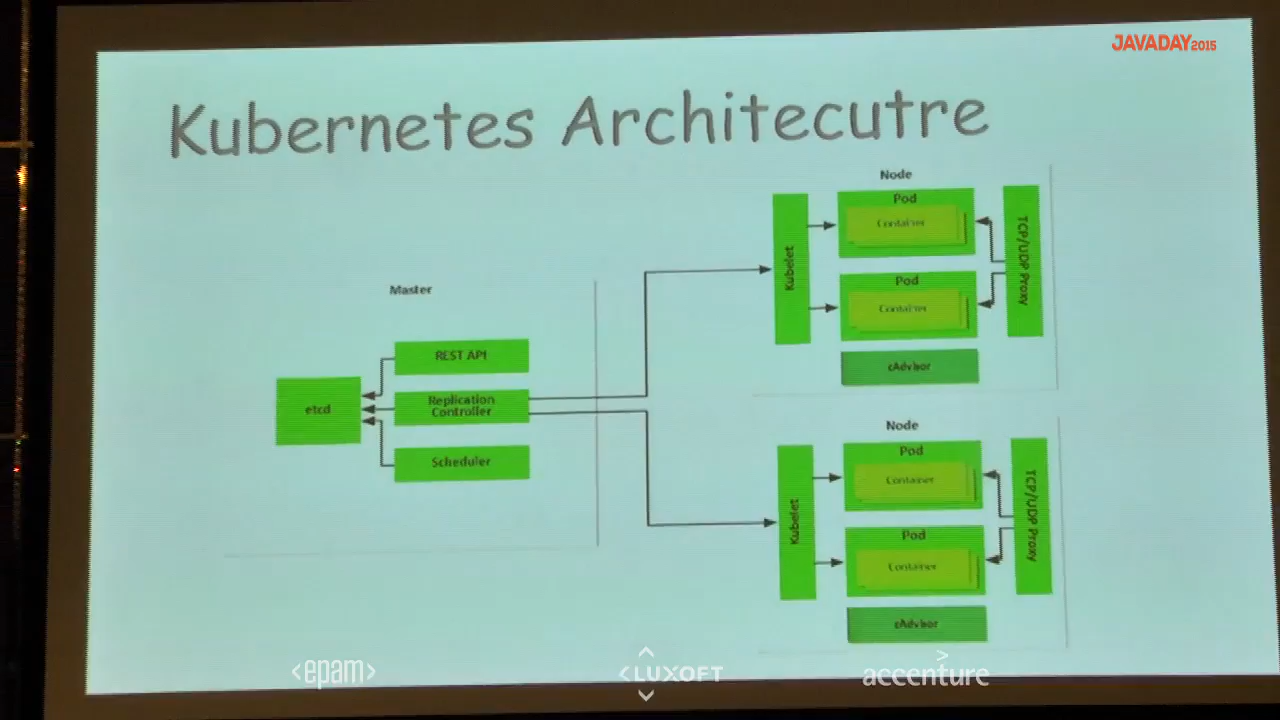 JAVADAY2015
Kubernetes Architecutre
Master
etcd
REST API
Replication
Controller
Scheduler
Node
Kubelet
Pod
Container
Pod
Container
cAdvisor
TCP/UDP Proxy
Node
Kubelet
Pod
Container
Pod
Container
cAdvisor
TCP/UDP Proxy
<epam>
<LUXOFT
accenture